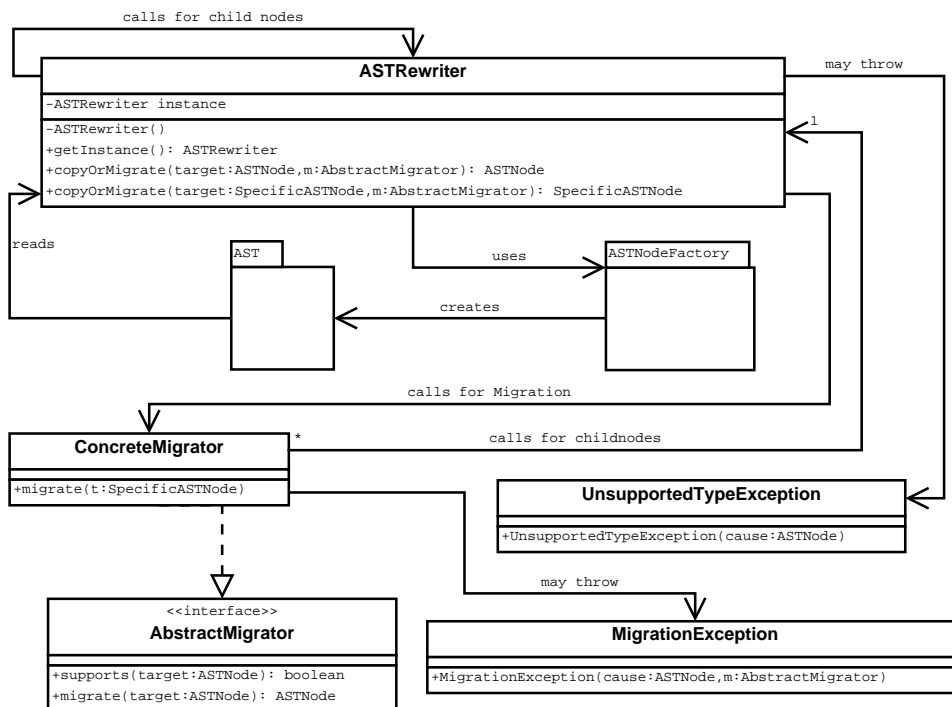 calls for child nodes
ASTRewriter
may throw
-ASTRewriter instance
-ASTRewriter()
1
+getInstance(): ASTRewriter
+copyOrMigrate(target:ASTNode,m:AbstractMigrator): ASTNode
+copyOrMigrate(target:SpecificASTNode,m:AbstractMigrator): SpecificASTNode
reads
AST
uses
ASTNodeFactory
creates
calls for Migration
ConcreteMigrator
*
calls for childnodes
+migrate(t:SpecificASTNode)
UnsupportedTypeException
+UnsupportedTypeException(cause:ASTNode)
may throw
<<interface>>
AbstractMigrator
+supports(target:ASTNode): boolean
+migrate(target:ASTNode): ASTNode
MigrationException
+MigrationException(cause:ASTNode,m:AbstractMigrator)